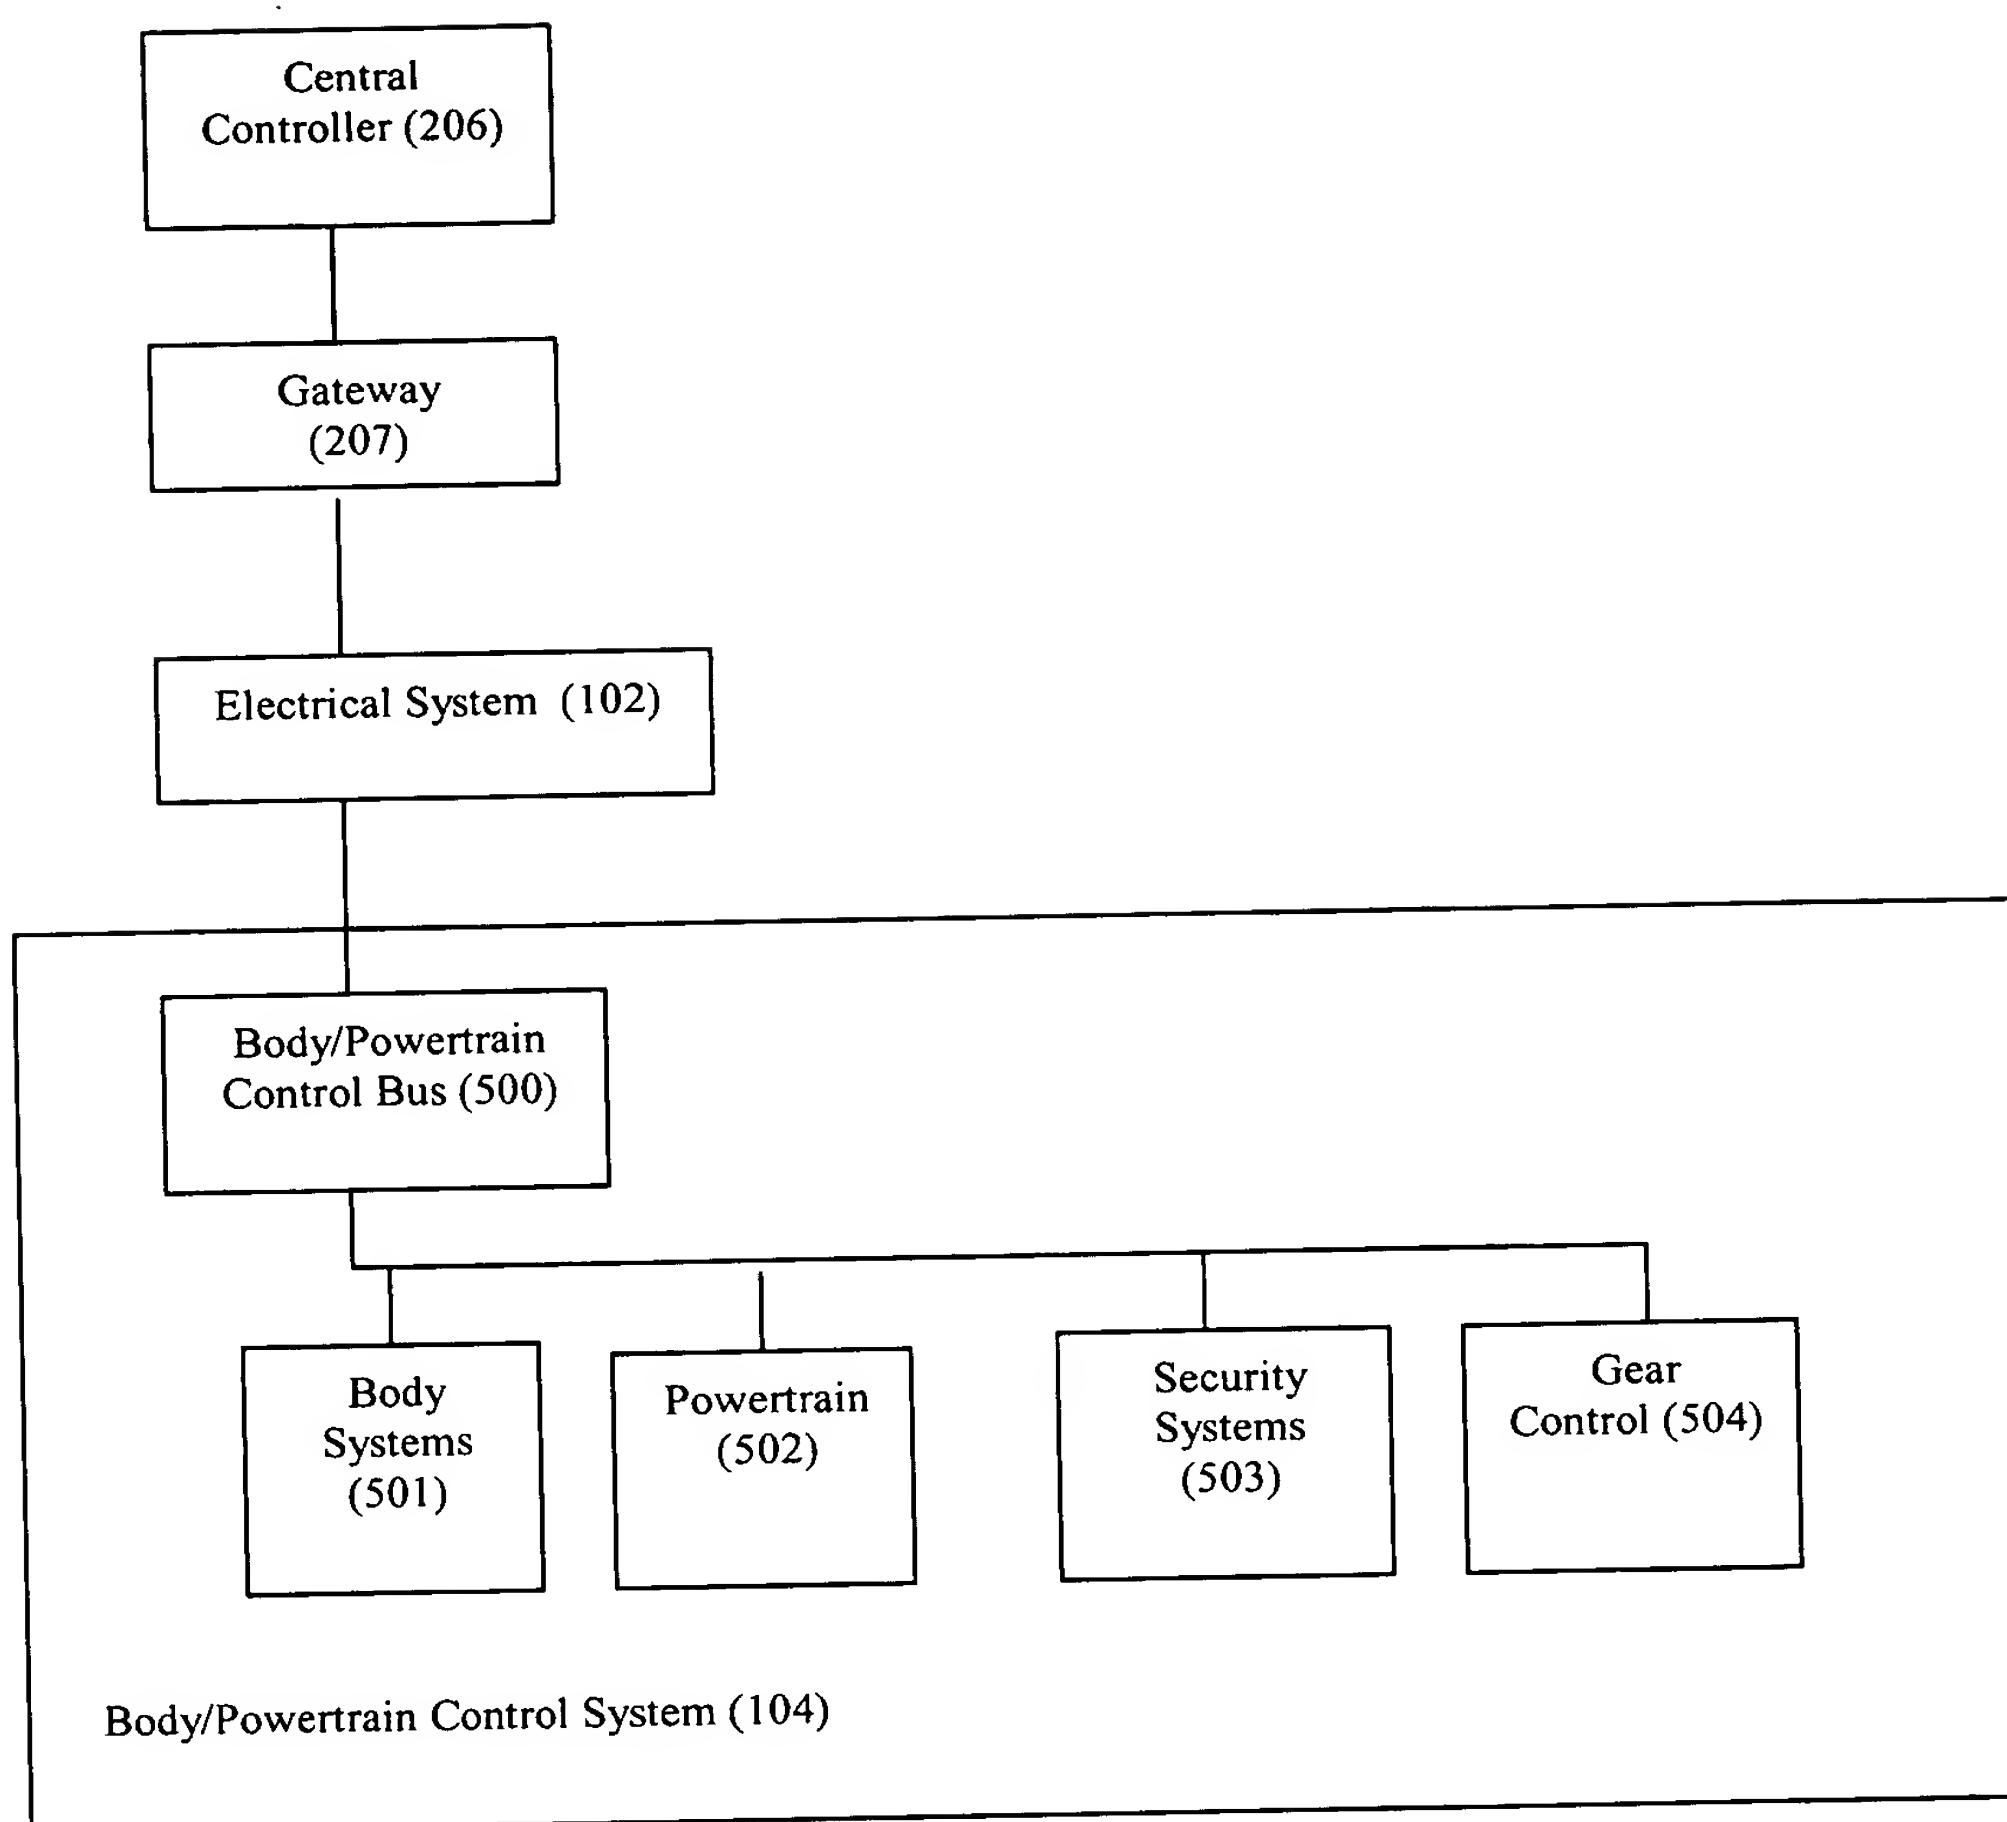 Central
Controller (206)
Gateway
(207)
Electrical System (102)
Body/Powertrain
Control Bus (500)
Body
Systems
(501)
Powertrain
(502)
Security
Systems
(503)
Gear
Control (504)
Body/Powertrain Control System (104)